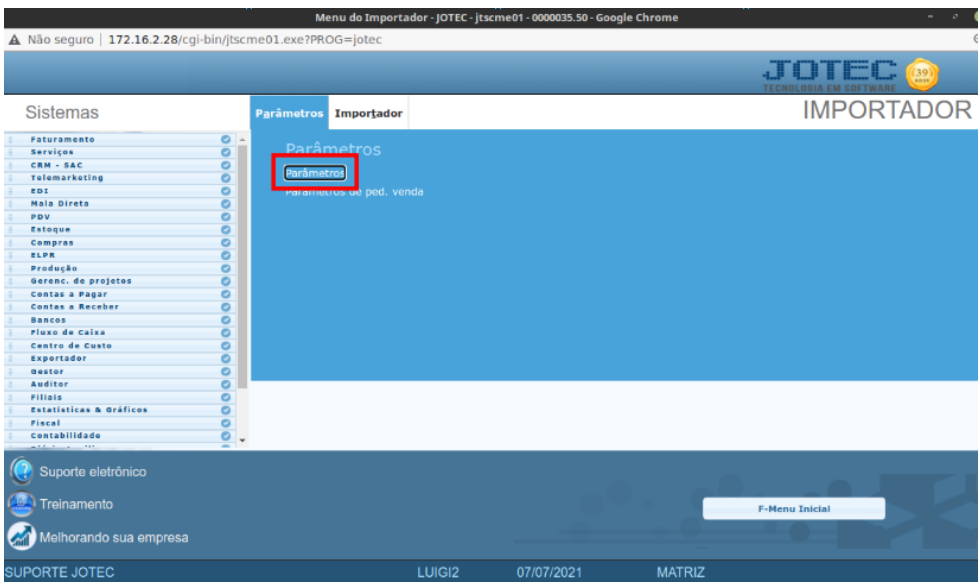 Menu do Importador - JOTEC - jtscme01 - 0000035.50 - Google Chrome
Não seguro | 172.16.2.28/cgi-bin/jtscme01.exe?PROG=jotec
JOTEC
39
ANOS
TECNOLOGIA EM SOFTWARE
Sistemas
Parâmetros Importador
IMPORTADOR
Faturamento
Serviços
CRM - SAC
Telemarketing
EDI
Mala Direta
PDV
Estoque
Compras
ELPR
Produção
Gerenc. de projetos
Contas a Pagar
Contas a Receber
Bancos
Fluxo de Caixa
Centro de Custo
Exportador
Gestor
Auditor
Filiais
Estatísticas & Gráficos
Fiscal
Contabilidade
Parâmetros
Parâmetros
Parâmetros de ped. venda
Suporte eletrônico
Treinamento
Melhorando sua empresa
F-Menu Inicial
SUPORTE JOTEC LUIGI2 07/07/2021 MATRIZ